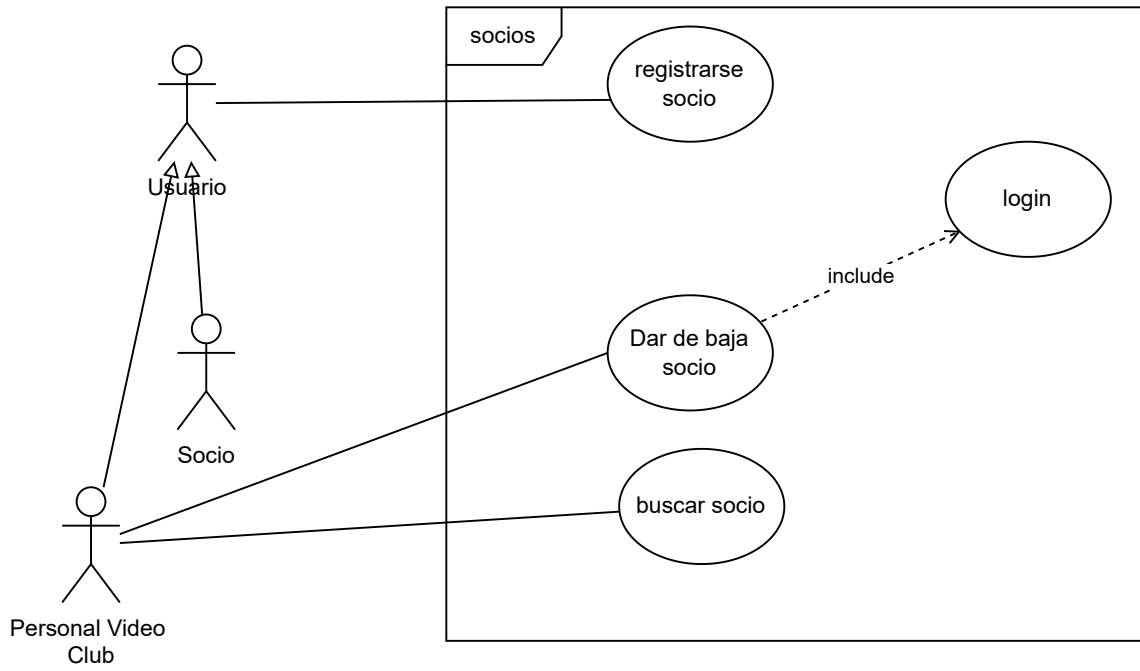 socios
registrarse
socio
Usuario
login
include
Dar de baja
socio
Socio
buscar socio
Personal Video
Club